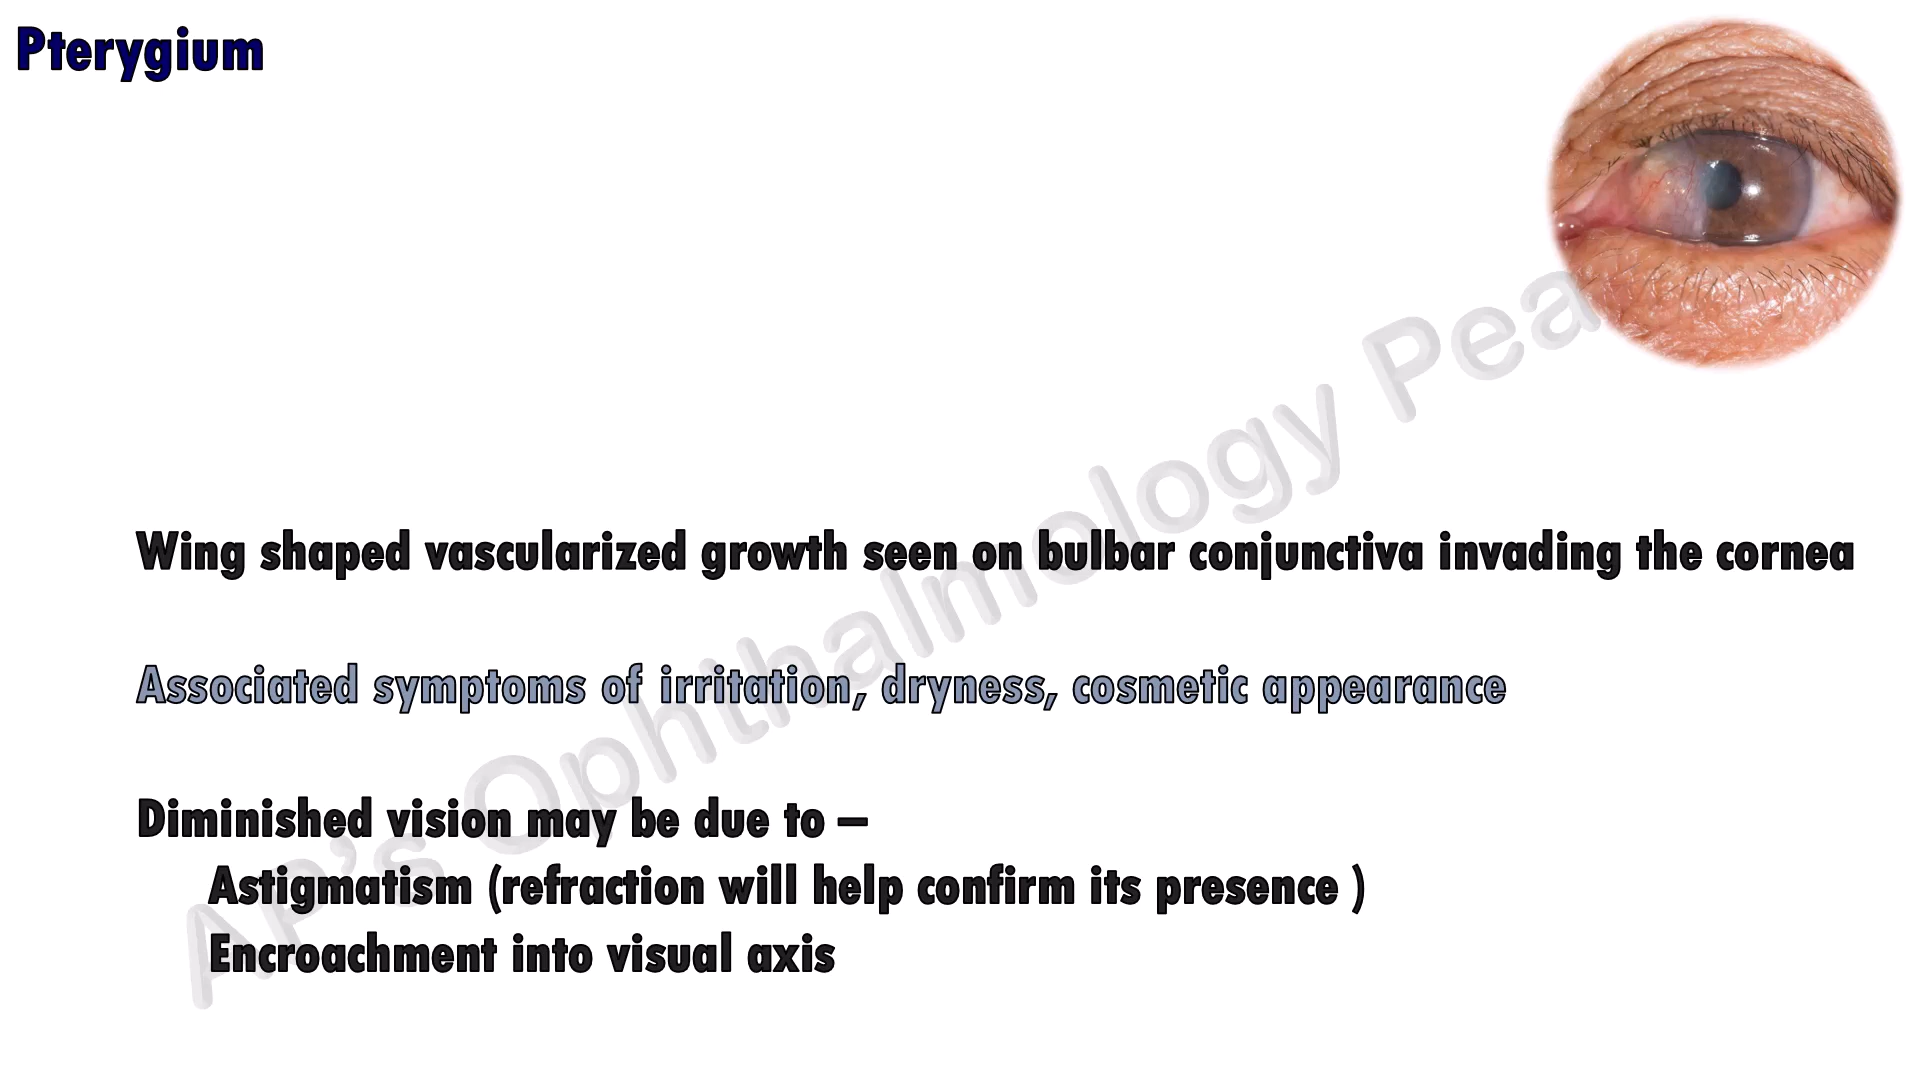 Pterygium
Wing shaped vascularized growth seen on bulbar conjunctiva invading the cornea
Associated symptoms of irritation, dryness, cosmetic appearance
Diminished vision may be due to –
Astigmatism (refraction will help confirm its presence )
Encroachment into visual axis
AP's Ophthalmology Pea